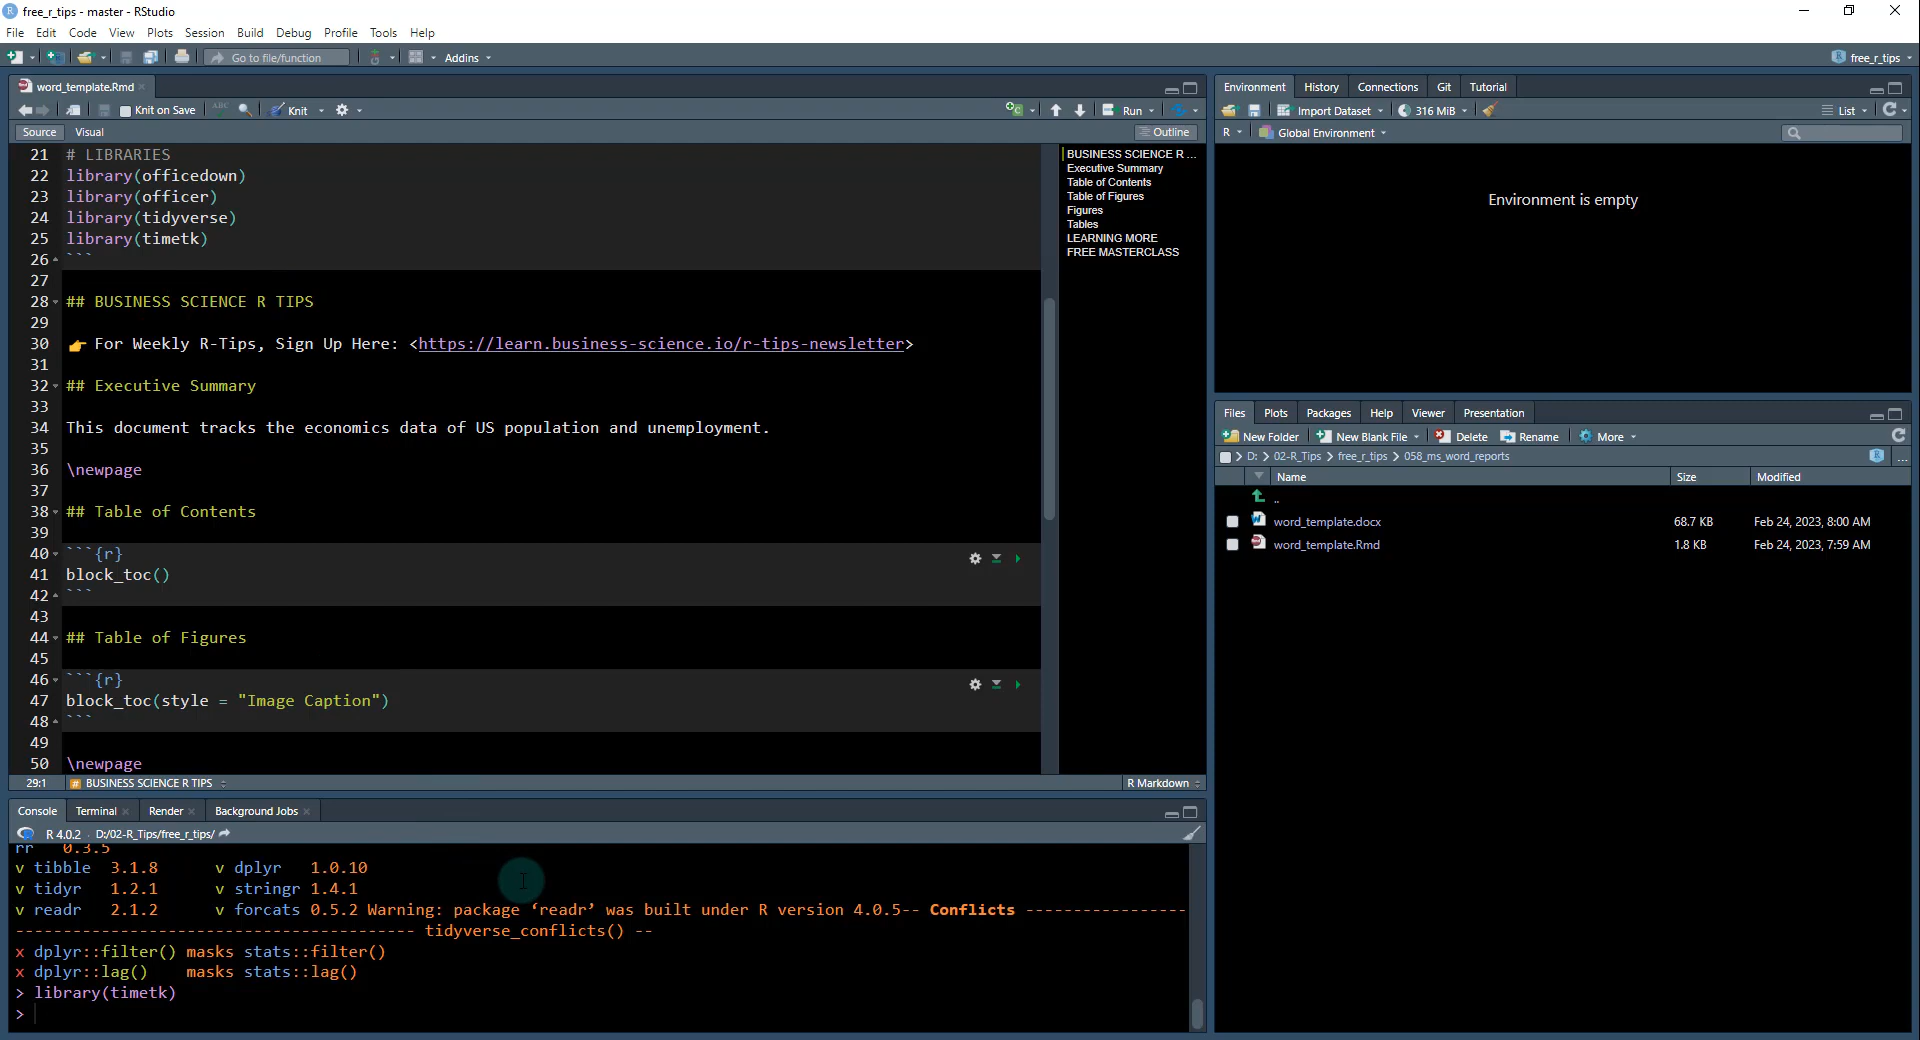 free_r_tips - master - RStudio
File Edit Code View Plots Session Build Debug Profile Tools Help
Go to file/function Addins free_r_tips
word_template.Rmd
Knit on Save ABC Knit Run
Source Visual Outline
21 # LIBRARIES
22 library(officedown)
23 library(officer)
24 library(tidyverse)
25 library(timetk)
26 ```
27
28 ## BUSINESS SCIENCE R TIPS
29
30 👉 For Weekly R-Tips, Sign Up Here: <https://learn.business-science.io/r-tips-newsletter>
31
32 ## Executive Summary
33
34 This document tracks the economics data of US population and unemployment.
35
36 \newpage
37
38 ## Table of Contents
39
40 ```{r}
41 block_toc()
42 ```
43
44 ## Table of Figures
45
46 ```{r}
47 block_toc(style = "Image Caption")
48 ```
49
50 \newpage
BUSINESS SCIENCE R ...
Executive Summary
Table of Contents
Table of Figures
Figures
Tables
LEARNING MORE
FREE MASTERCLASS
29:1 # BUSINESS SCIENCE R TIPS R Markdown
Console Terminal Render Background Jobs
R 4.0.2 · D:/02-R_Tips/free_r_tips/
rr 0.3.5
v tibble 3.1.8 v dplyr 1.0.10
v tidyr 1.2.1 v stringr 1.4.1
v readr 2.1.2 v forcats 0.5.2 Warning: package ‘readr’ was built under R version 4.0.5-- Conflicts -----------------
------------------------------------------ tidyverse_conflicts() --
x dplyr::filter() masks stats::filter()
x dplyr::lag() masks stats::lag()
> library(timetk)
>
Environment History Connections Git Tutorial
Import Dataset 316 MiB List
R Global Environment
Environment is empty
Files Plots Packages Help Viewer Presentation
New Folder New Blank File Delete Rename More
D: > 02-R_Tips > free_r_tips > 058_ms_word_reports ...
Name Size Modified
..
word_template.docx 68.7 KB Feb 24, 2023, 8:00 AM
word_template.Rmd 1.8 KB Feb 24, 2023, 7:59 AM